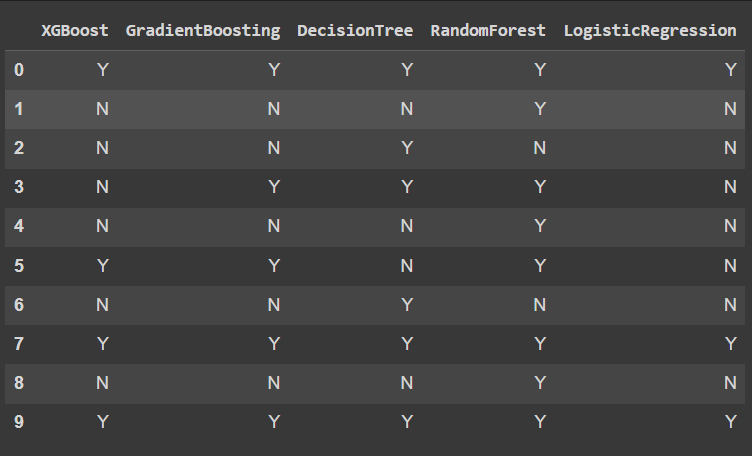 XGBoost GradientBoosting DecisionTree RandomForest LogisticRegression
0 Y Y Y Y Y
1 N N N Y N
2 N N Y N N
3 N Y Y Y N
4 N N N Y N
5 Y Y N Y N
6 N N Y N N
7 Y Y Y Y Y
8 N N N Y N
9 Y Y Y Y Y